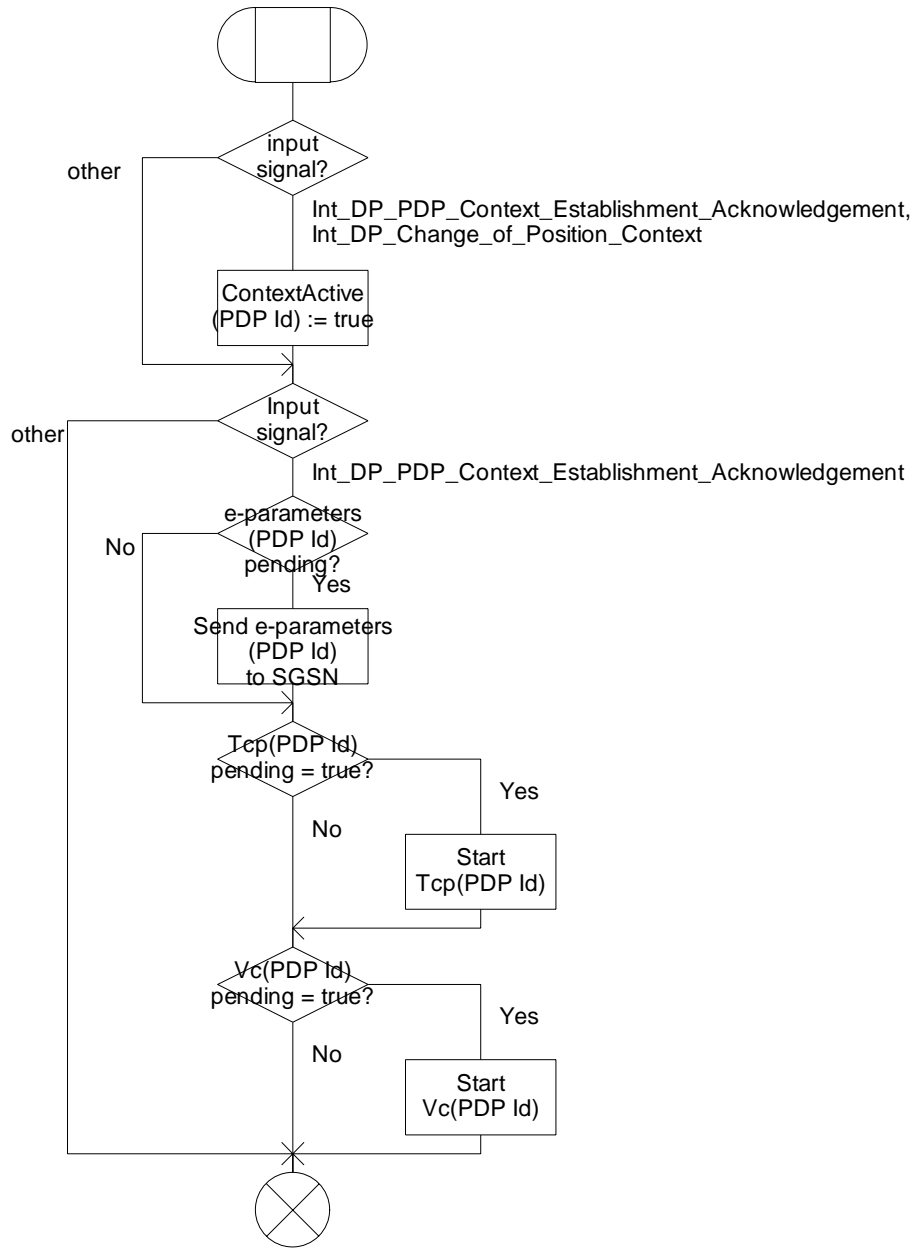 input
signal?
other
Int_DP_PDP_Context_Establishment_Acknowledgement,
Int_DP_Change_of_Position_Context
ContextActive
(PDP Id) := true
Input
signal?
other
Int_DP_PDP_Context_Establishment_Acknowledgement
e-parameters
(PDP Id)
pending?
No
Yes
Send e-parameters
(PDP Id)
to SGSN
Tcp(PDP Id)
pending = true?
Yes
No
Start
Tcp(PDP Id)
Vc(PDP Id)
pending = true?
Yes
No
Start
Vc(PDP Id)